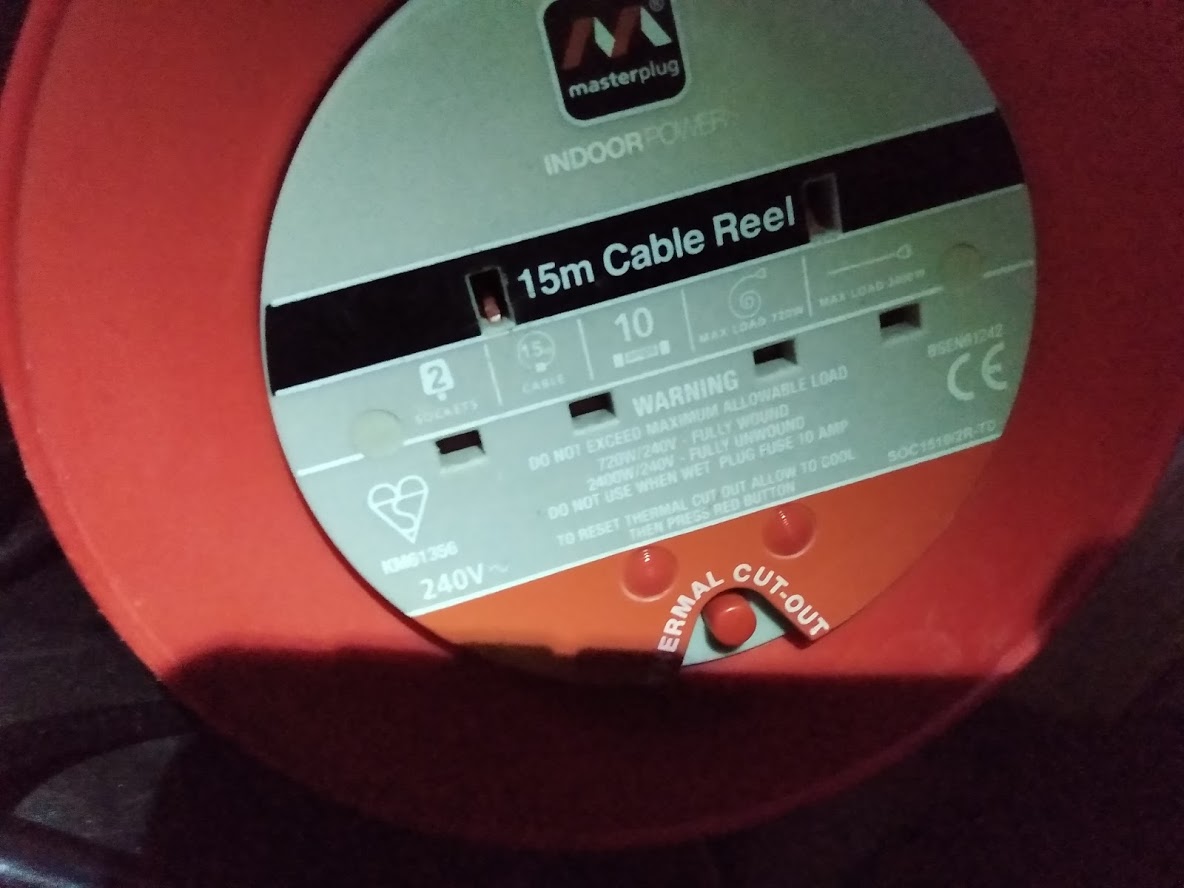 masterplug
INDOORPOWER
15m Cable Reel
2
SOCKETS
15m
CABLE
10
MAX LOAD 720W
MAX LOAD
WARNING
DO NOT EXCEED MAXIMUM ALLOWABLE LOAD
720W/240V - FULLY WOUND
2400W/240V - FULLY UNWOUND
DO NOT USE WHEN WET PLUG FUSE 10 AMP
TO RESET THERMAL CUT OUT ALLOW TO COOL
THEN PRESS RED BUTTON
BSEN61242
CE
SOC1510/2R-TD
KM61356
240V~
ERMAL CUT-OUT